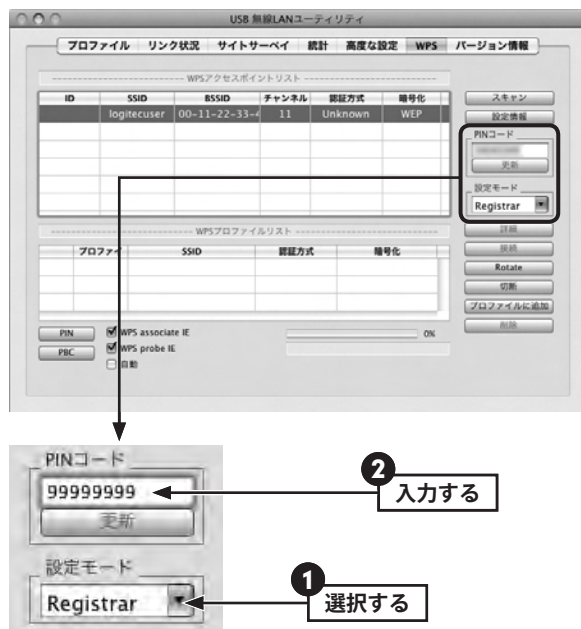 USB 無線LANユーティリティ
プロファイル リンク状況 サイトサーベイ 統計 高度な設定 WPS バージョン情報
WPSアクセスポイントリスト
ID SSID BSSID チャンネル 認証方式 暗号化
logitecuser 00-11-22-33-4 11 Unknown WEP
スキャン
設定情報
PINコード
更新
設定モード
Registrar
詳細
接続
Rotate
切断
プロファイルに追加
削除
WPSプロファイルリスト
プロファイ SSID 認証方式 暗号化
PIN WPS associate IE 0%
PBC WPS probe IE
自動
PINコード
99999999
更新
設定モード
Registrar
2
入力する
1
選択する